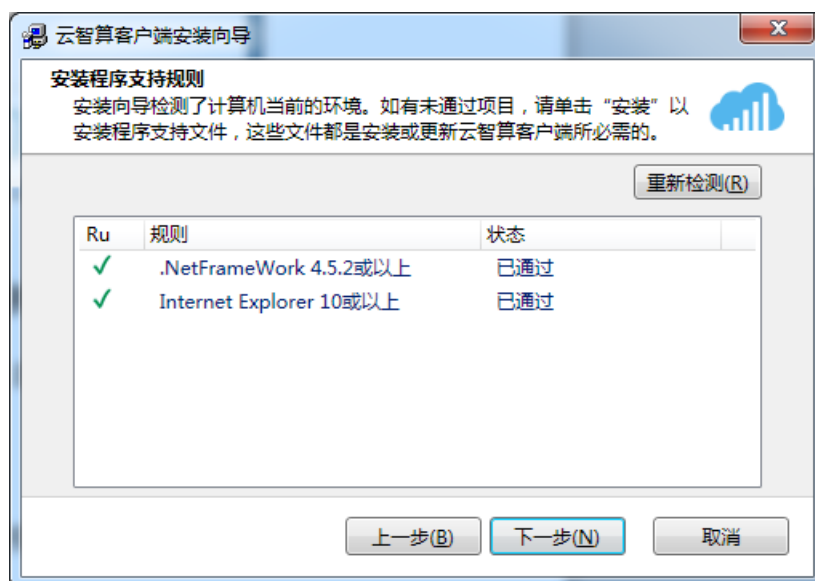 云智算客户端安装向导
安装程序支持规则
安装向导检测了计算机当前的环境。如有未通过项目，请单击“安装”以
安装程序支持文件，这些文件都是安装或更新云智算客户端所必需的。
重新检测(R)
Ru 规则 状态
.NetFrameWork 4.5.2或以上 已通过
Internet Explorer 10或以上 已通过
上一步(B) 下一步(N) 取消